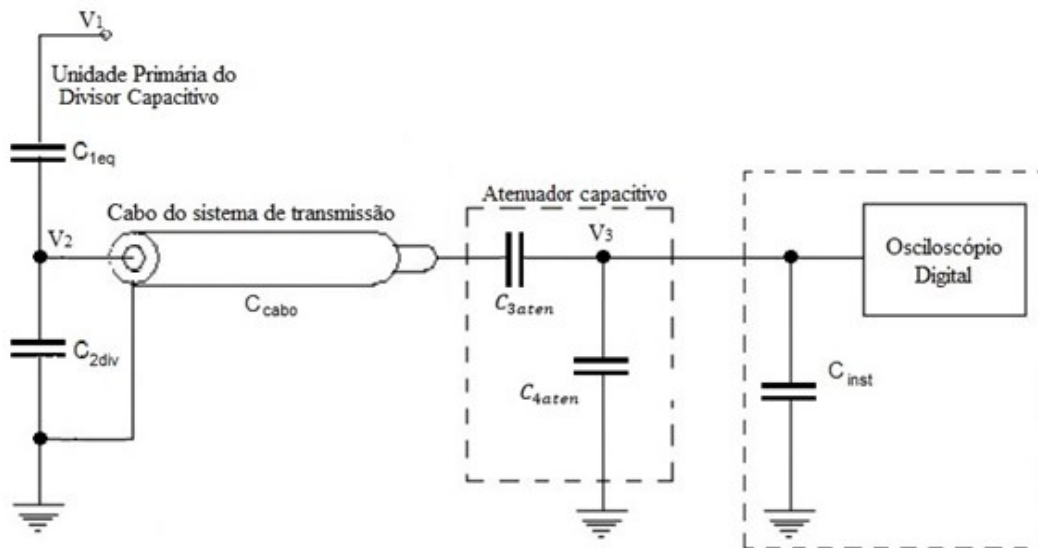 V1
Unidade Primária do
Divisor Capacitivo
C1eq
Cabo do sistema de transmissão
V2
Ccabo
C2div
Atenuador capacitivo
V3
C3aten
C4aten
Osciloscópio
Digital
Cinst